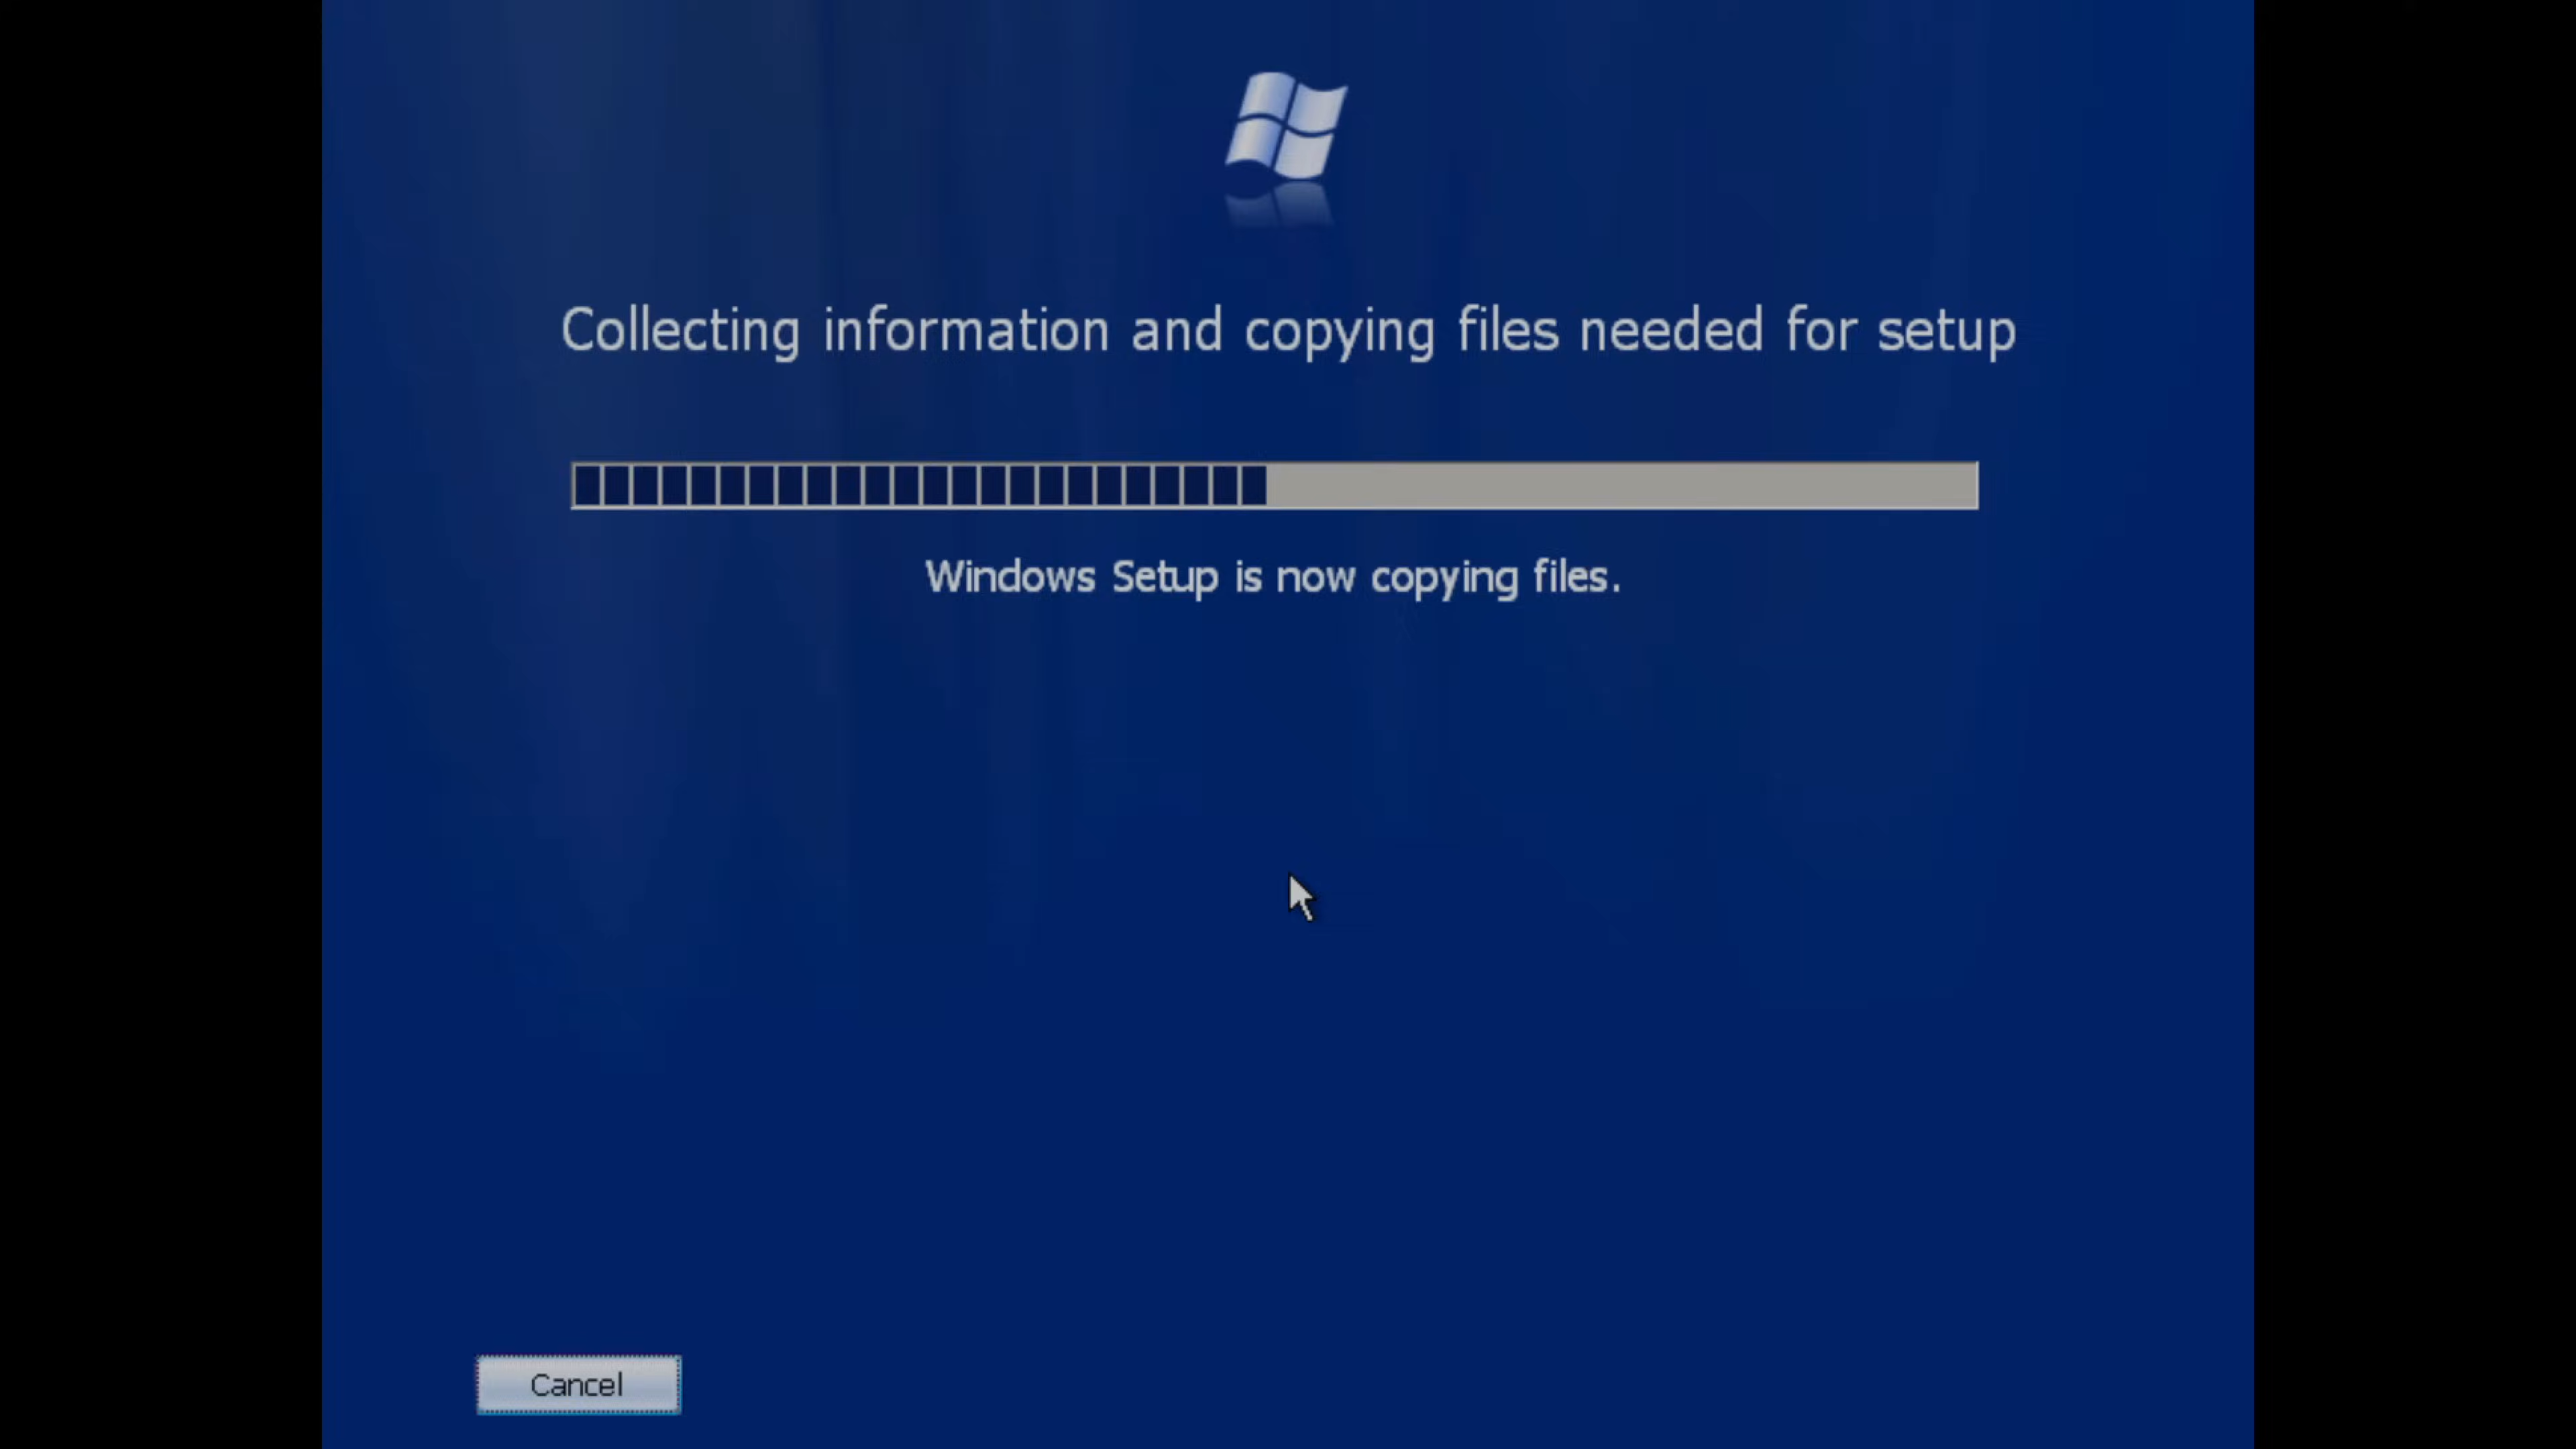 Collecting information and copying files needed for setup
Windows Setup is now copying files.
Cancel